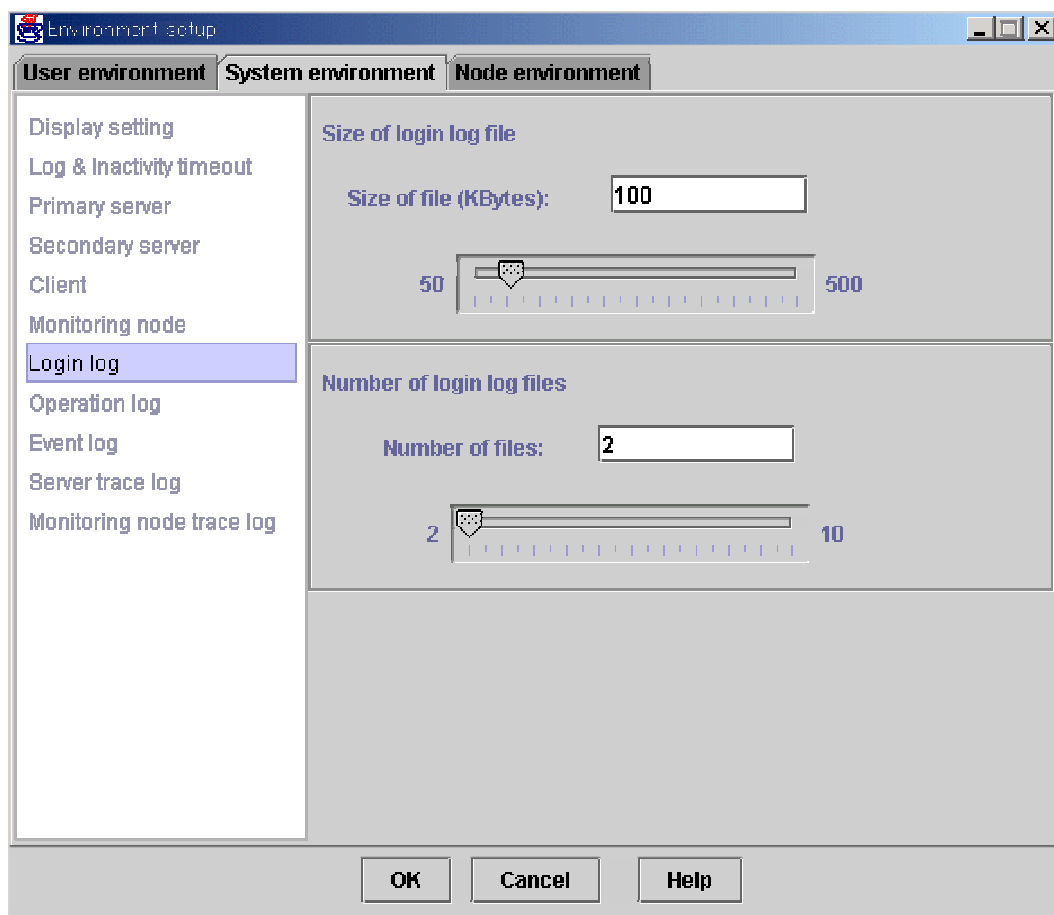 Environment setup
User environment System environment Node environment
Display setting
Log & Inactivity timeout
Primary server
Secondary server
Client
Monitoring node
Login log
Operation log
Event log
Server trace log
Monitoring node trace log
Size of login log file
Size of file (KBytes): 100
50 500
Number of login log files
Number of files: 2
2 10
OK Cancel Help